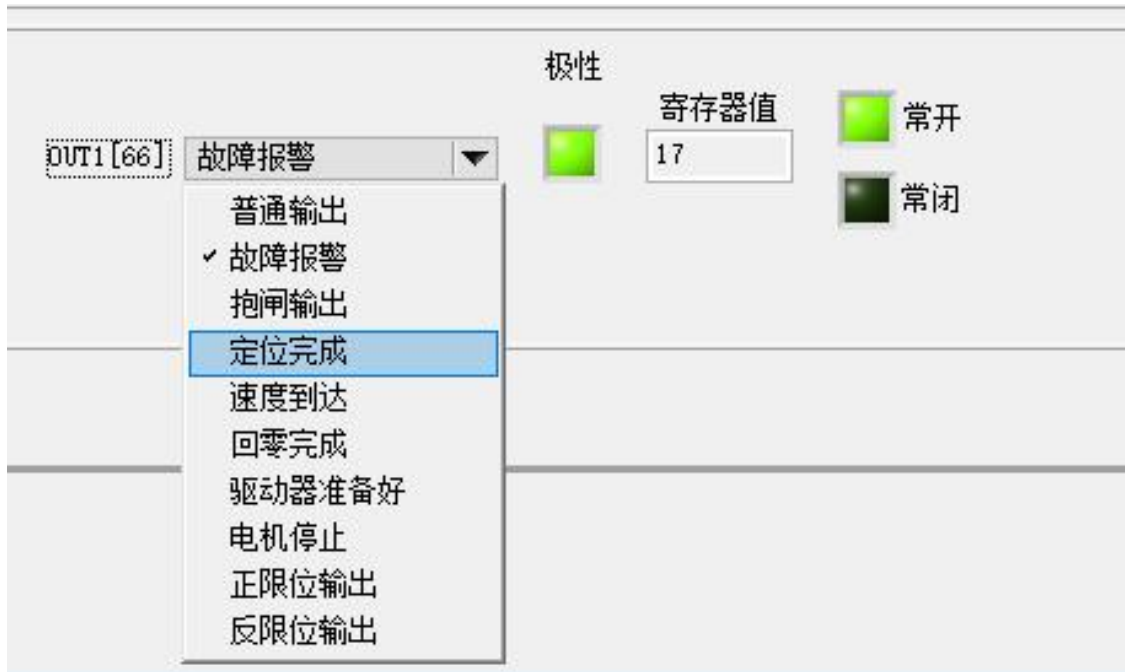 极性
寄存器值
常开
OUT1[66] 故障报警
17
常闭
普通输出
✓ 故障报警
抱闸输出
定位完成
速度到达
回零完成
驱动器准备好
电机停止
正限位输出
反限位输出